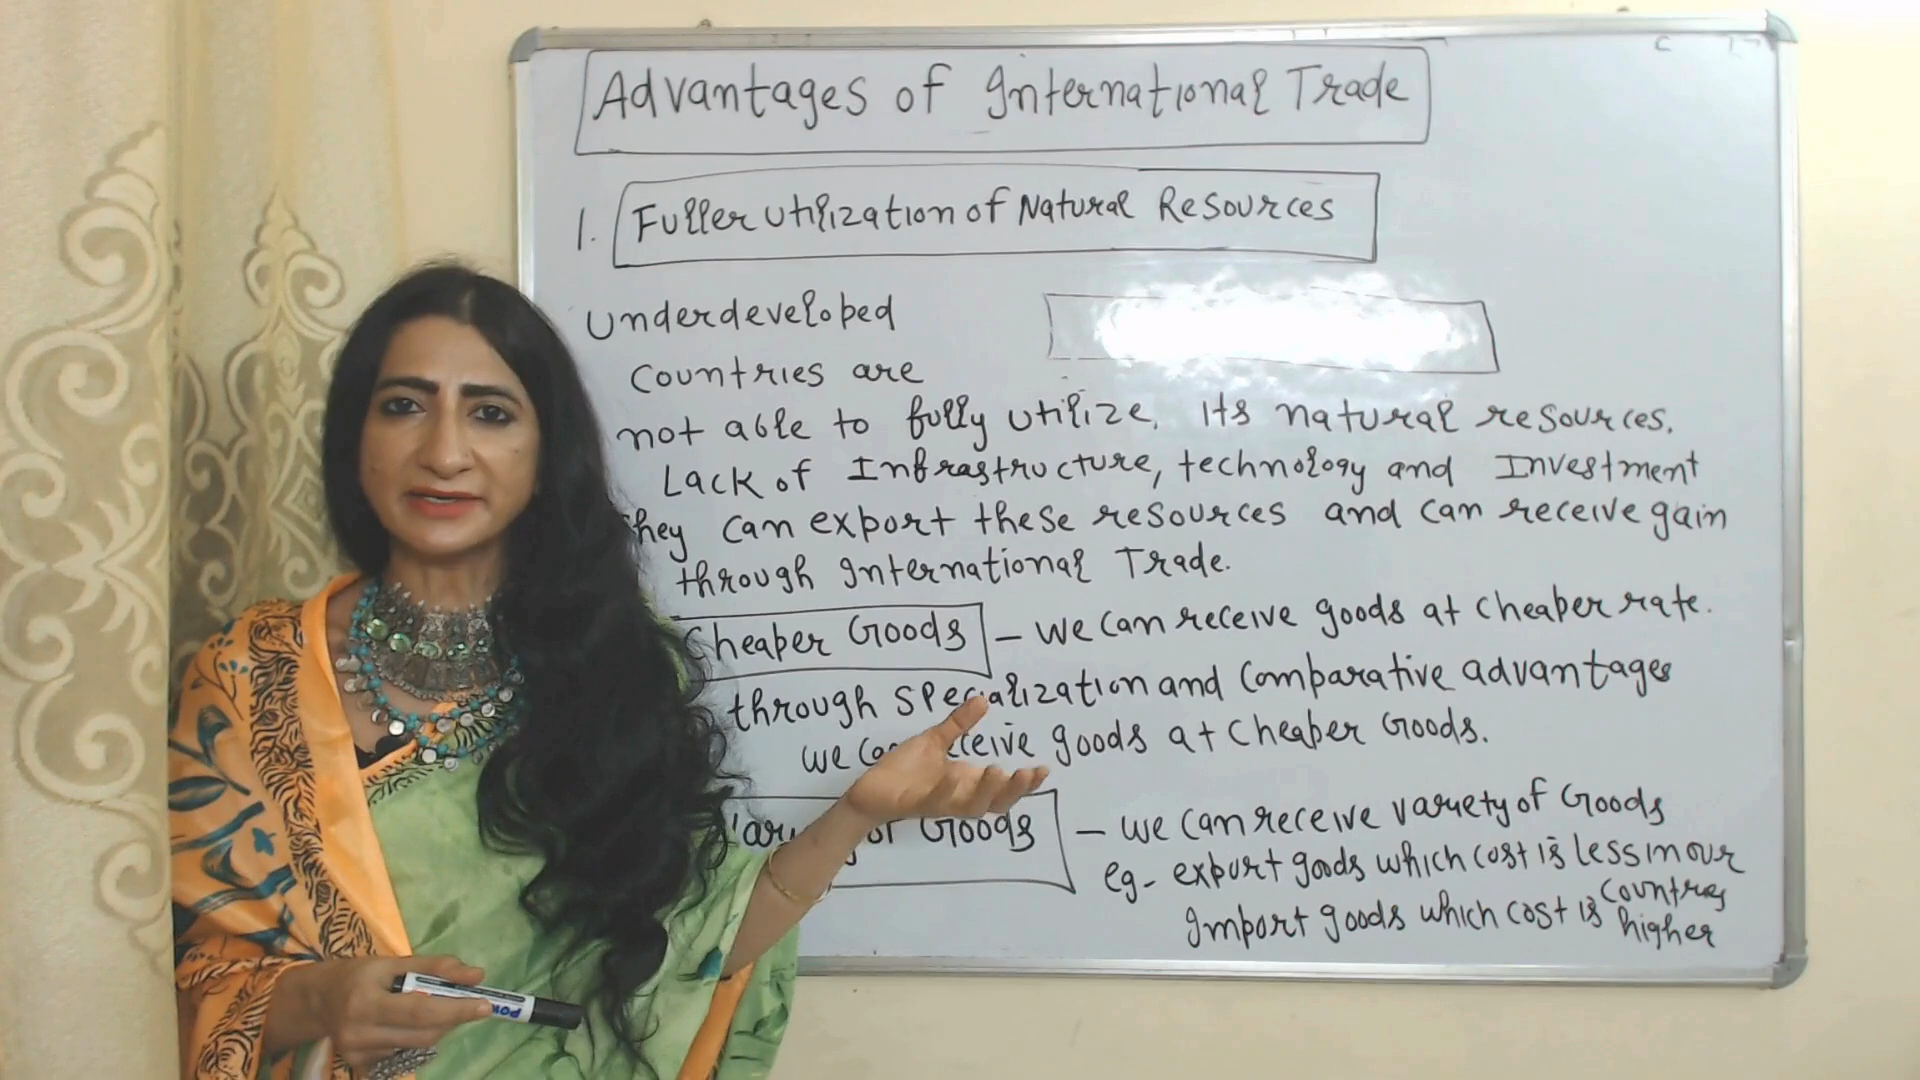 Advantages of International Trade
1. Fuller Utilization of Natural Resources
Underdeveloped
Countries are
not able to fully utilize, its natural resources.
Lack of Infrastructure, technology and Investment
they can export these resources and can receive gain
through International Trade.
Cheaper Goods – we can receive goods at cheaper rate.
through specialization and comparative advantages
we can receive goods at cheaper Goods.
Goods – we can receive variety of Goods
eg- export goods which cost is less in our
countries
Import goods which cost is higher